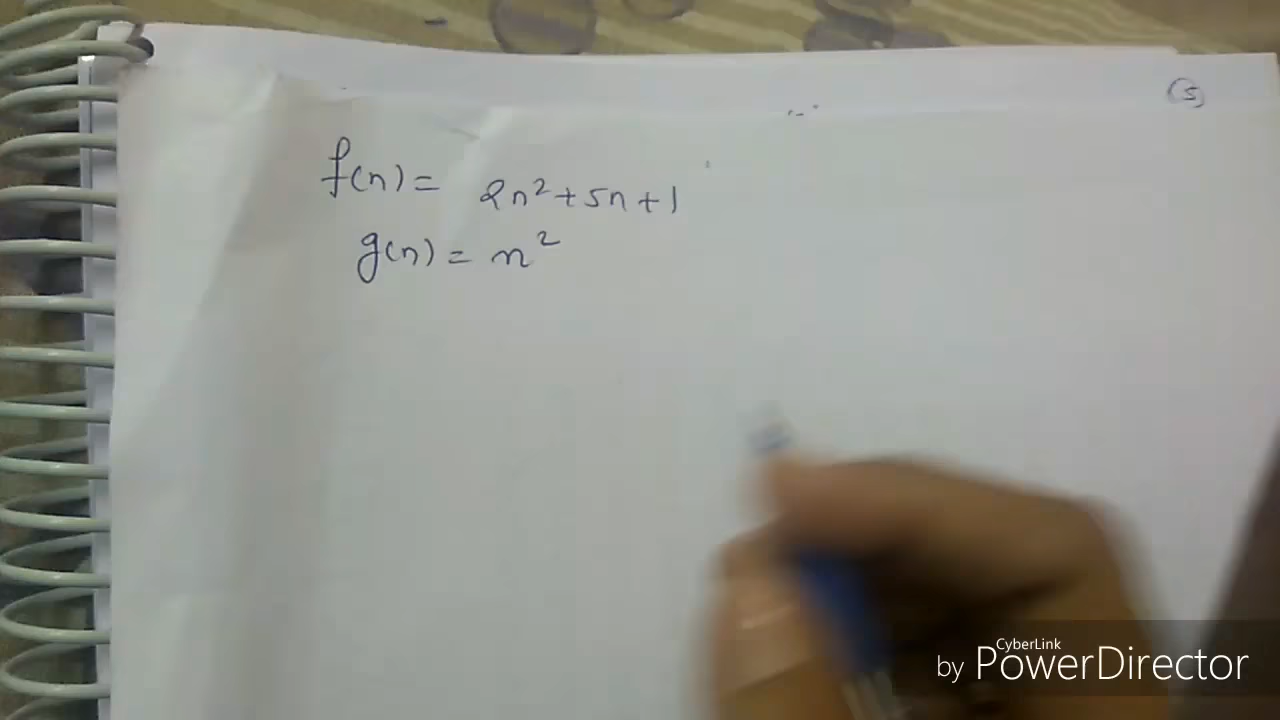 (5)
f(n) = 2n² + 5n + 1
g(n) = n²
CyberLink
by PowerDirector